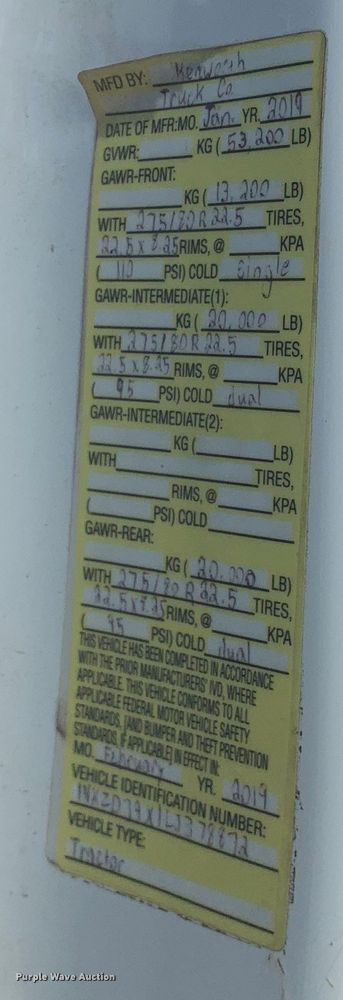 MFD BY: Kenworth
Truck Co
DATE OF MFR:MO. Jan. YR. 2019
GVWR: KG ( 53,200 LB)
GAWR-FRONT:
KG ( 13,200 LB)
WITH 275/80R 22.5 TIRES,
22.5 x 8.25 RIMS, @ KPA
( 110 PSI) COLD single
GAWR-INTERMEDIATE(1):
KG ( 20,000 LB)
WITH 275/80R 22.5 TIRES,
22.5 x 8.25 RIMS, @ KPA
( 95 PSI) COLD dual
GAWR-INTERMEDIATE(2):
KG ( LB)
WITH TIRES,
RIMS, @ KPA
( PSI) COLD
GAWR-REAR:
KG ( 20,000 LB)
WITH 275/80 R 22.5 TIRES,
22.5x8.25 RIMS, @ KPA
( 95 PSI) COLD dual
THIS VEHICLE HAS BEEN COMPLETED IN ACCORDANCE
WITH THE PRIOR MANUFACTURERS' IVD, WHERE
APPLICABLE. THIS VEHICLE CONFORMS TO ALL
APPLICABLE FEDERAL MOTOR VEHICLE SAFETY
STANDARDS, [AND BUMPER AND THEFT PREVENTION
STANDARDS, IF APPLICABLE] IN EFFECT IN:
MO. February YR. 2019
VEHICLE IDENTIFICATION NUMBER:
VEHICLE TYPE:
Tractor
Purple Wave Auction